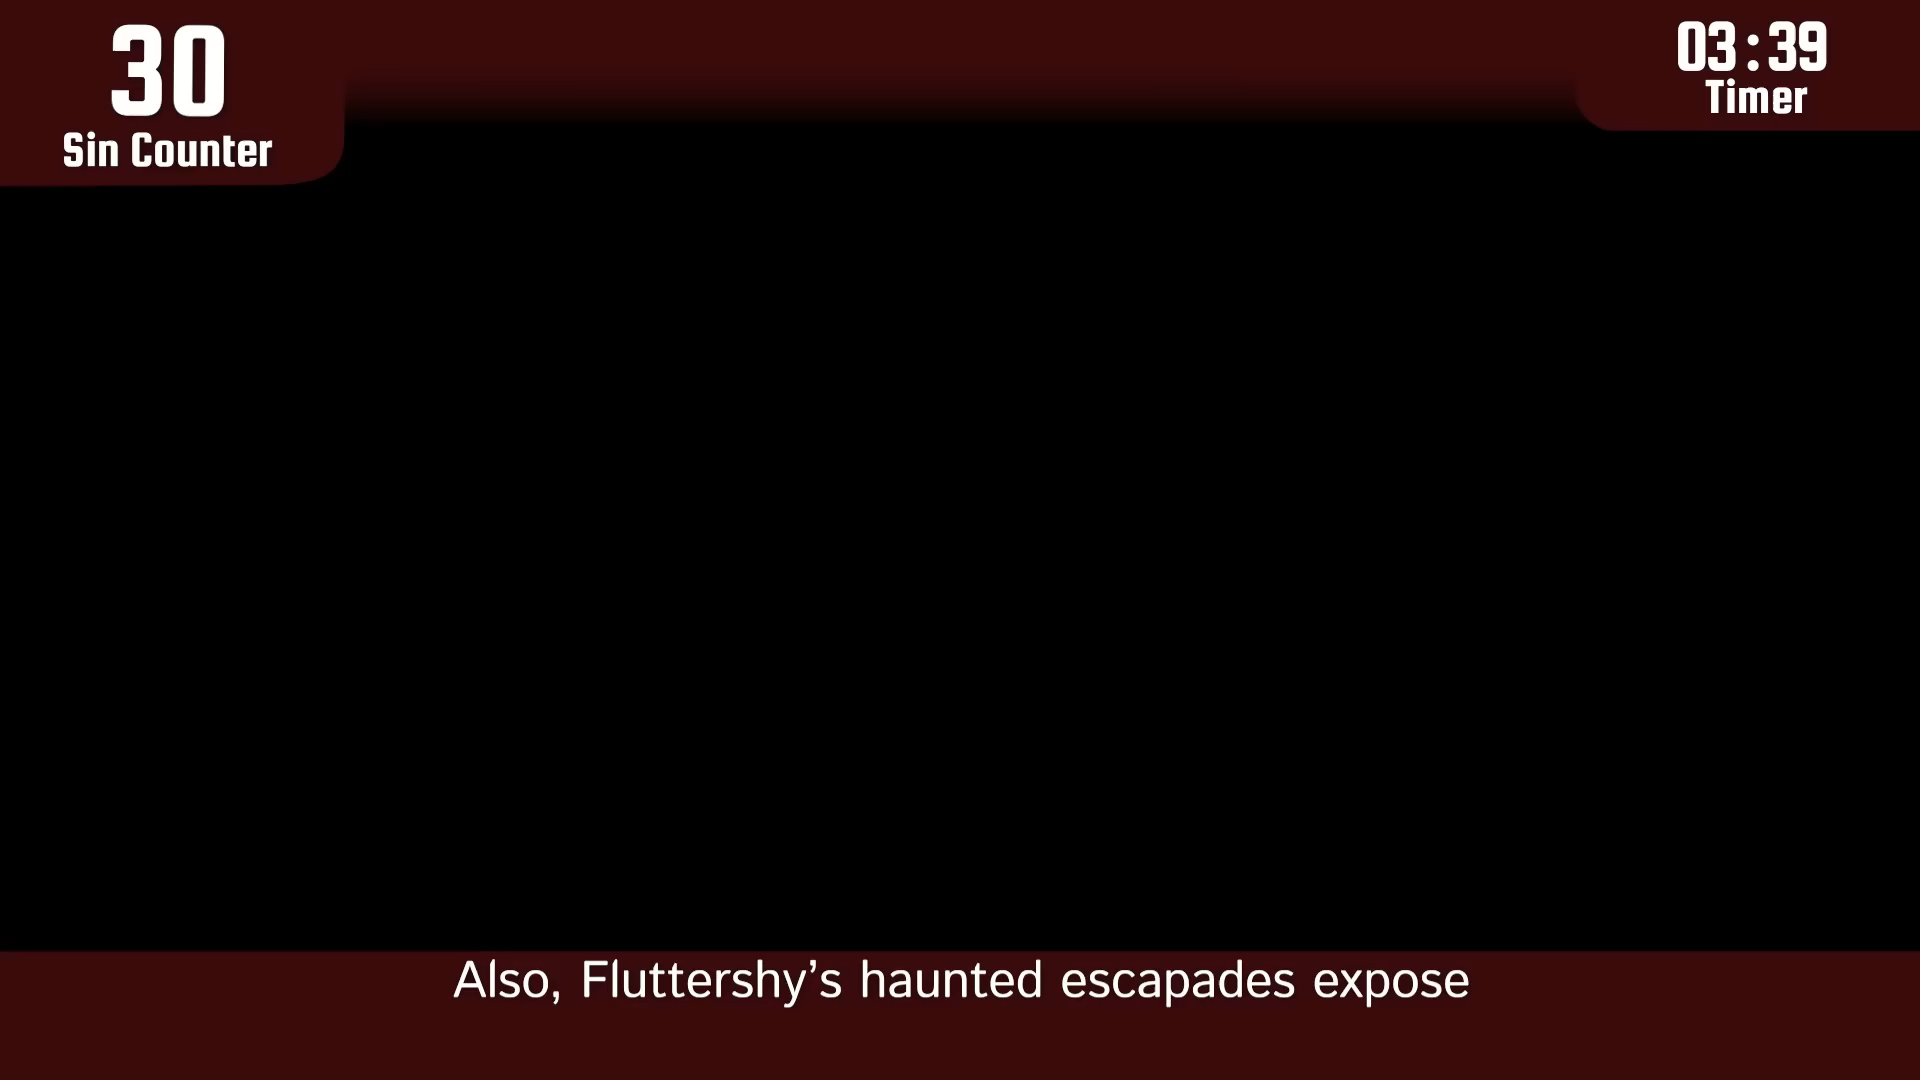 30
Sin Counter
03:39
Timer
Also, Fluttershy’s haunted escapades expose